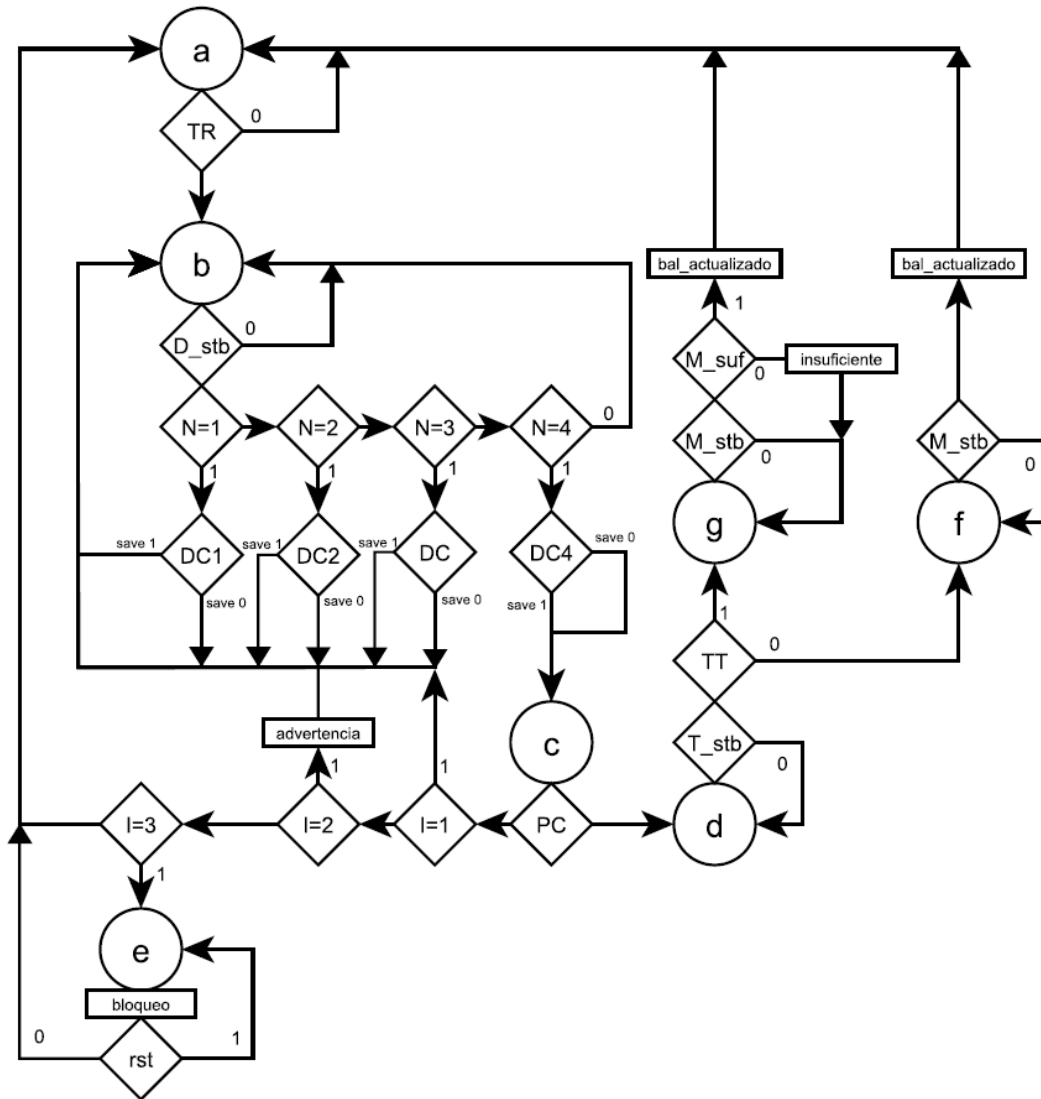 a
0
TR
b
bal_actualizado
bal_actualizado
0
D_stb
1
M_suf
0
insuficiente
N=1
N=2
N=3
N=4
0
M_stb
0
M_stb
0
1
1
1
1
g
f
save 1
DC1
save 0
save 1
DC2
save 0
save 1
DC
save 0
DC4
save 0
save 1
1
TT
0
advertencia
c
T_stb
0
1
1
I=3
I=2
I=1
PC
d
1
e
bloqueo
0
rst
1